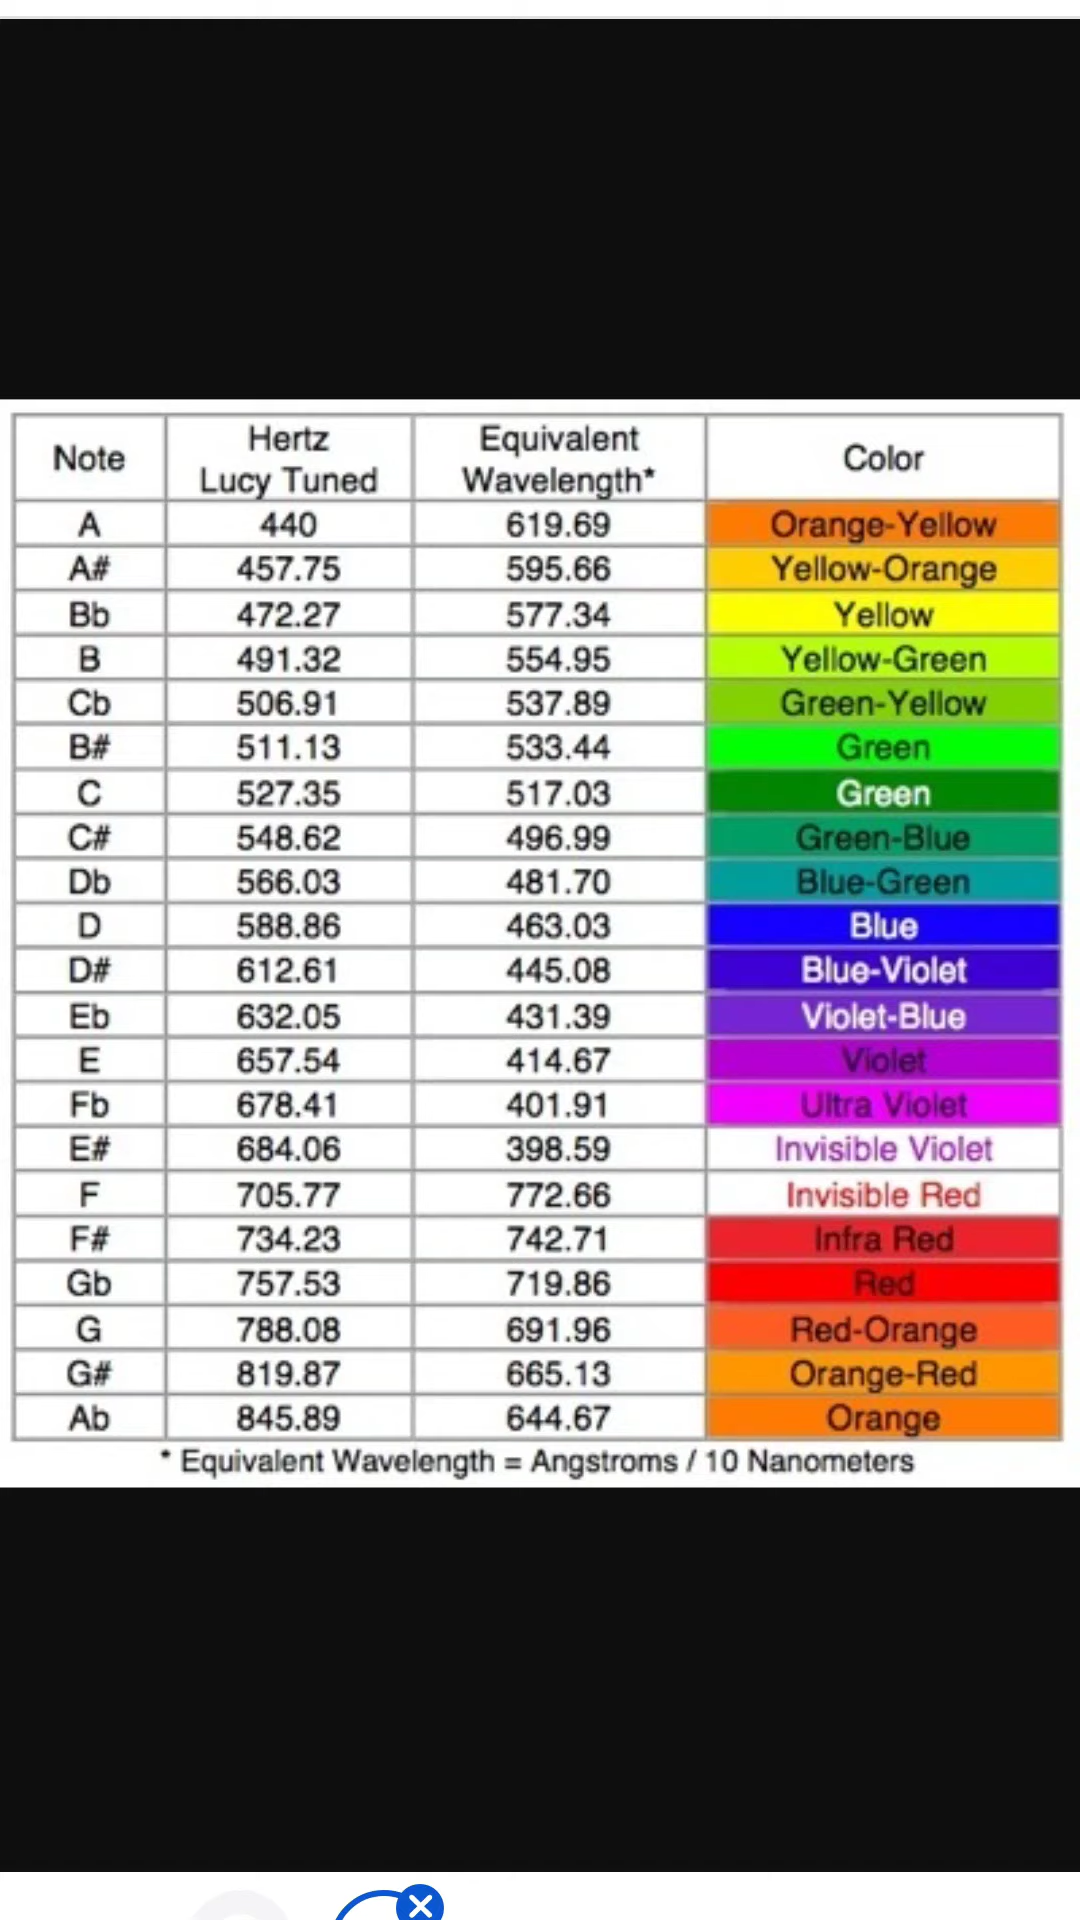 Note Hertz Lucy Tuned Equivalent Wavelength* Color
A 440 619.69 Orange-Yellow
A# 457.75 595.66 Yellow-Orange
Bb 472.27 577.34 Yellow
B 491.32 554.95 Yellow-Green
Cb 506.91 537.89 Green-Yellow
B# 511.13 533.44 Green
C 527.35 517.03 Green
C# 548.62 496.99 Green-Blue
Db 566.03 481.70 Blue-Green
D 588.86 463.03 Blue
D# 612.61 445.08 Blue-Violet
Eb 632.05 431.39 Violet-Blue
E 657.54 414.67 Violet
Fb 678.41 401.91 Ultra Violet
E# 684.06 398.59 Invisible Violet
F 705.77 772.66 Invisible Red
F# 734.23 742.71 Infra Red
Gb 757.53 719.86 Red
G 788.08 691.96 Red-Orange
G# 819.87 665.13 Orange-Red
Ab 845.89 644.67 Orange
* Equivalent Wavelength = Angstroms / 10 Nanometers